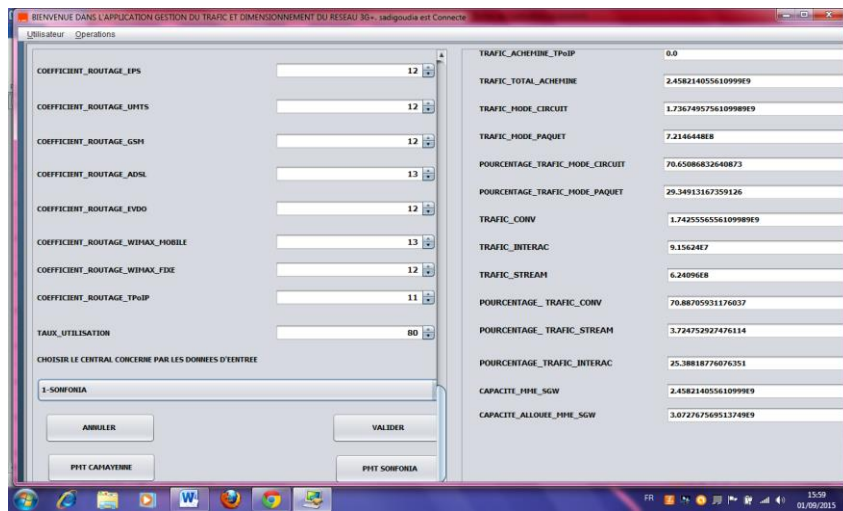 BIENVENUE DANS L'APPLICATION GESTION DU TRAFIC ET DIMENSIONNEMENT DU RESEAU 3G+. sadigoudia est Connecte
Utilisateur Operations
COEFFICIENT_ROUTAGE_EPS 12
COEFFICIENT_ROUTAGE_UMTS 12
COEFFICIENT_ROUTAGE_GSM 12
COEFFICIENT_ROUTAGE_ADSL 13
COEFFICIENT_ROUTAGE_EVDO 12
COEFFICIENT_ROUTAGE_WIMAX_MOBILE 13
COEFFICIENT_ROUTAGE_WIMAX_FIXE 12
COEFFICIENT_ROUTAGE_TPoIP 11
TAUX_UTILISATION 80
CHOISIR LE CENTRAL CONCERNE PAR LES DONNEES D'EENTREE
1-SONFONIA
ANNULER VALIDER
PMT CAMAYENNE PMT SONFONIA
TRAFIC_ACHEMINE_TPoIP 0.0
TRAFIC_TOTAL_ACHEMINE 2.458214055610999E9
TRAFIC_MODE_CIRCUIT 1.736749575610989E9
TRAFIC_MODE_PAQUET 7.2146448E8
POURCENTAGE_TRAFIC_MODE_CIRCUIT 70.65086832640873
POURCENTAGE_TRAFIC_MODE_PAQUET 29.34913167359126
TRAFIC_CONV 1.7425556556109989E9
TRAFIC_INTERAC 9.15624E7
TRAFIC_STREAM 6.24096E8
POURCENTAGE_ TRAFIC_CONV 70.88705931176037
POURCENTAGE_ TRAFIC_STREAM 3.724752927476114
POURCENTAGE_TRAFIC_INTERAC 25.38818776076351
CAPACITE_MME_SGW 2.45821405561099E9
CAPACITE_ALLOUEE_MME_SGW 3.072767569513749E9
FR 15:59
01/09/2015